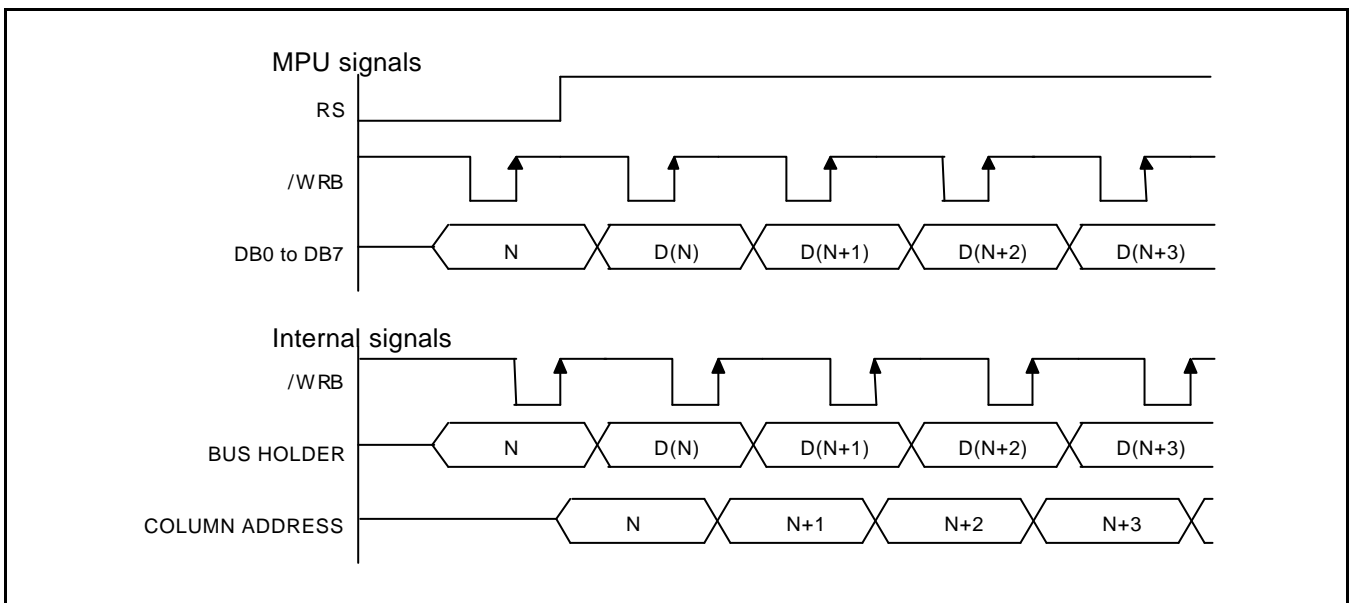 MPU signals
RS
/WRB
DB0 to DB7
N D(N) D(N+1) D(N+2) D(N+3)
Internal signals
/WRB
BUS HOLDER
N D(N) D(N+1) D(N+2) D(N+3)
COLUMN ADDRESS
N N+1 N+2 N+3